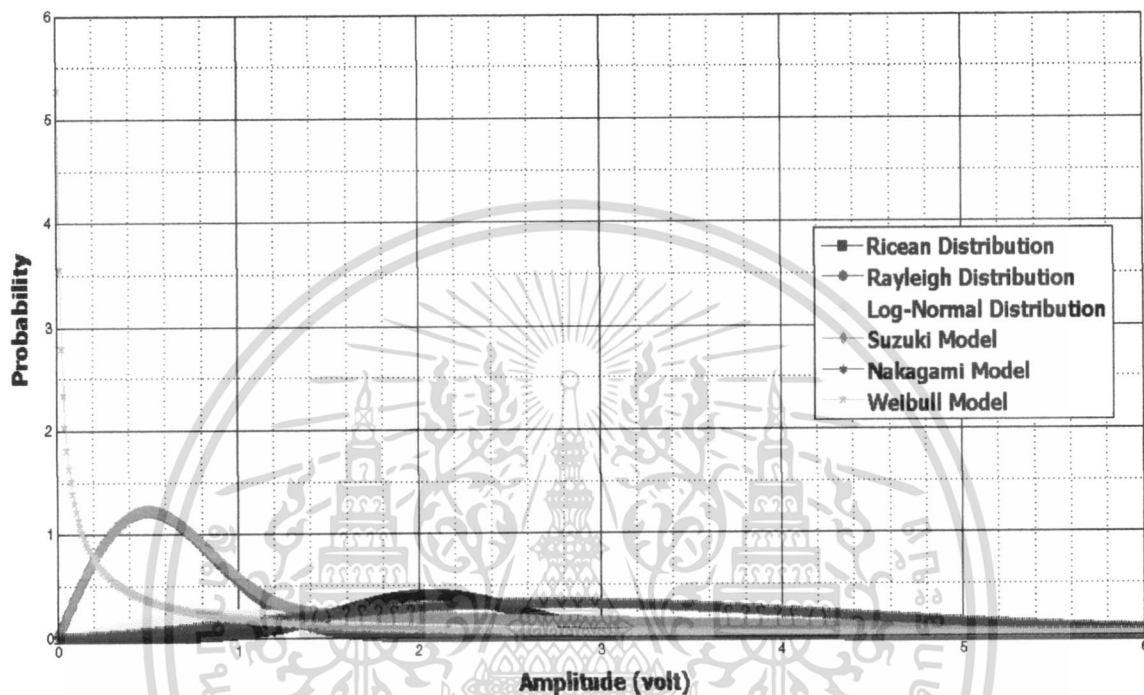 6
5
4
3
2
1
0
Probability
0 1 2 3 4 5 6
Amplitude (volt)
Ricean Distribution
Rayleigh Distribution
Log-Normal Distribution
Suzuki Model
Nakagami Model
Weibull Model